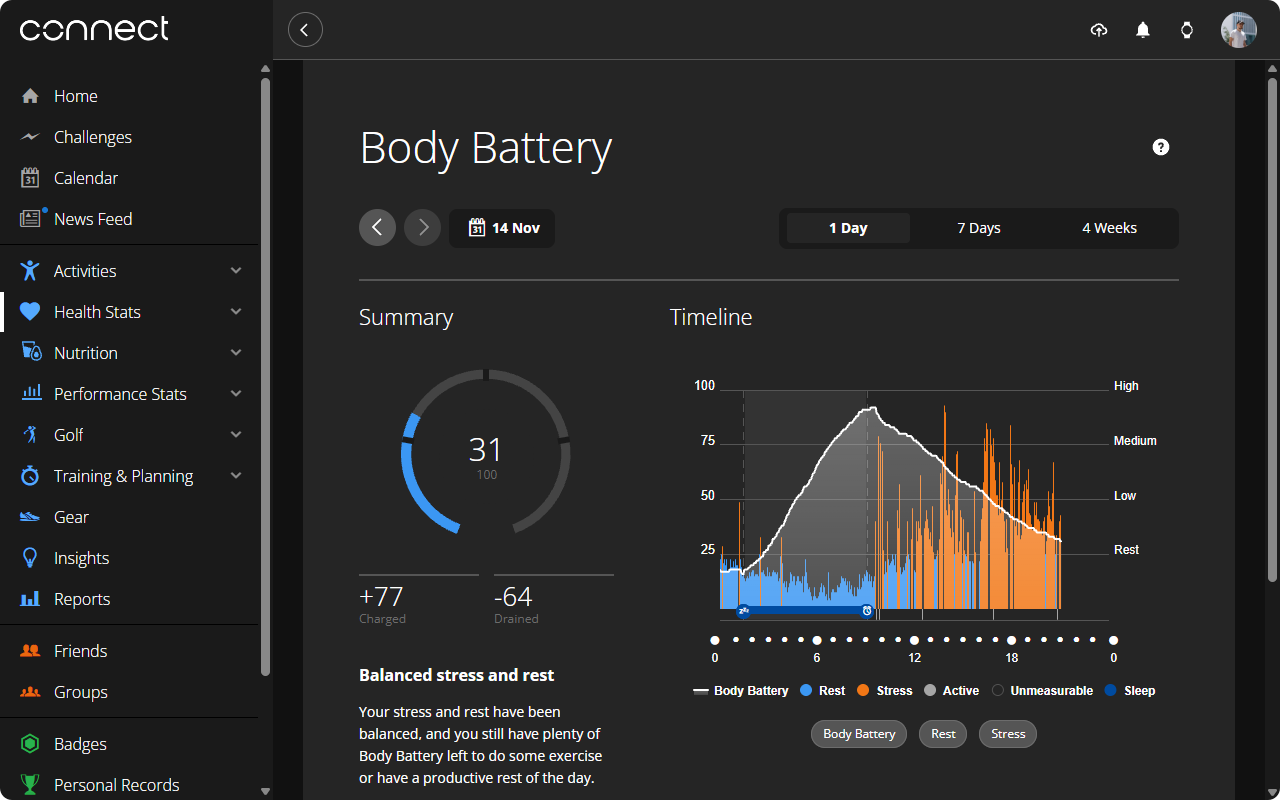 connect
Home
Challenges
31
Calendar
News Feed
Activities
Health Stats
Nutrition
Performance Stats
Golf
Training & Planning
Gear
Insights
Reports
Friends
Groups
Badges
Personal Records
Body Battery
?
31
14 Nov
1 Day
7 Days
4 Weeks
Summary
31
100
+77
Charged
-64
Drained
Balanced stress and rest
Your stress and rest have been
balanced, and you still have plenty of
Body Battery left to do some exercise
or have a productive rest of the day.
Timeline
100
High
75
Medium
50
Low
25
Rest
zzz
0
6
12
18
0
Body Battery
Rest
Stress
Active
Unmeasurable
Sleep
Body Battery
Rest
Stress